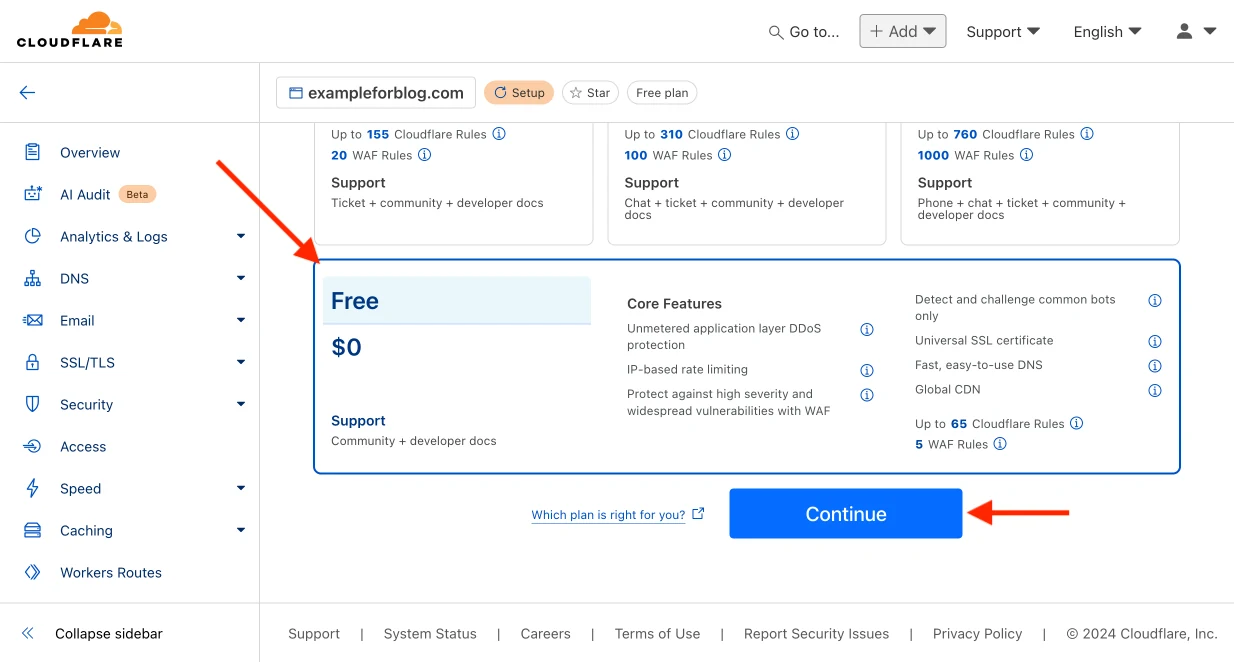 CLOUDFLARE
Go to...
Add
Support
English
exampleforblog.com
Setup
Star
Free plan
Overview
AI Audit Beta
Analytics & Logs
DNS
Email
SSL/TLS
Security
Access
Speed
Caching
Workers Routes
Collapse sidebar
Up to 155 Cloudflare Rules
20 WAF Rules
Support
Ticket + community + developer docs
Up to 310 Cloudflare Rules
100 WAF Rules
Support
Chat + ticket + community + developer
docs
Up to 760 Cloudflare Rules
1000 WAF Rules
Support
Phone + chat + ticket + community +
developer docs
Free
$0
Support
Community + developer docs
Core Features
Unmetered application layer DDoS
protection
IP-based rate limiting
Protect against high severity and
widespread vulnerabilities with WAF
Detect and challenge common bots
only
Universal SSL certificate
Fast, easy-to-use DNS
Global CDN
Up to 65 Cloudflare Rules
5 WAF Rules
Which plan is right for you?
Continue
Support | System Status | Careers | Terms of Use | Report Security Issues | Privacy Policy | © 2024 Cloudflare, Inc.